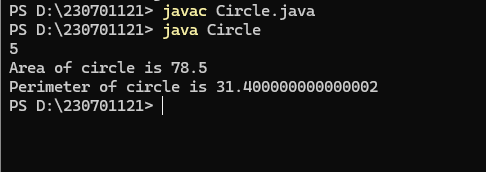 PS D:\230701121> javac Circle.java
PS D:\230701121> java Circle
5
Area of circle is 78.5
Perimeter of circle is 31.400000000000002
PS D:\230701121>